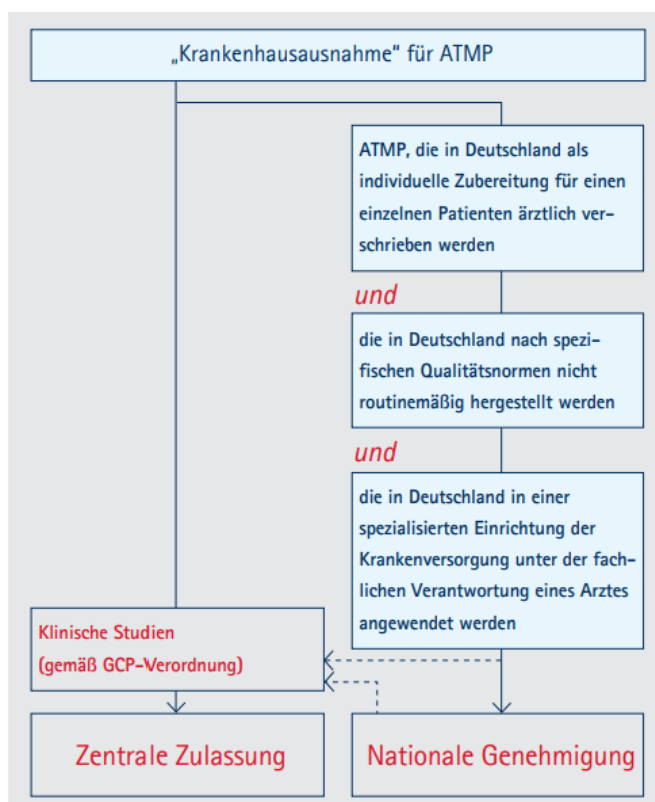 „Krankenhausausnahme“ für ATMP
ATMP, die in Deutschland als
individuelle Zubereitung für einen
einzelnen Patienten ärztlich ver-
schrieben werden
und
die in Deutschland nach spezi-
fischen Qualitätsnormen nicht
routinemäßig hergestellt werden
und
die in Deutschland in einer
spezialisierten Einrichtung der
Krankenversorgung unter der fach-
lichen Verantwortung eines Arztes
angewendet werden
Klinische Studien
(gemäß GCP-Verordnung)
Zentrale Zulassung
Nationale Genehmigung